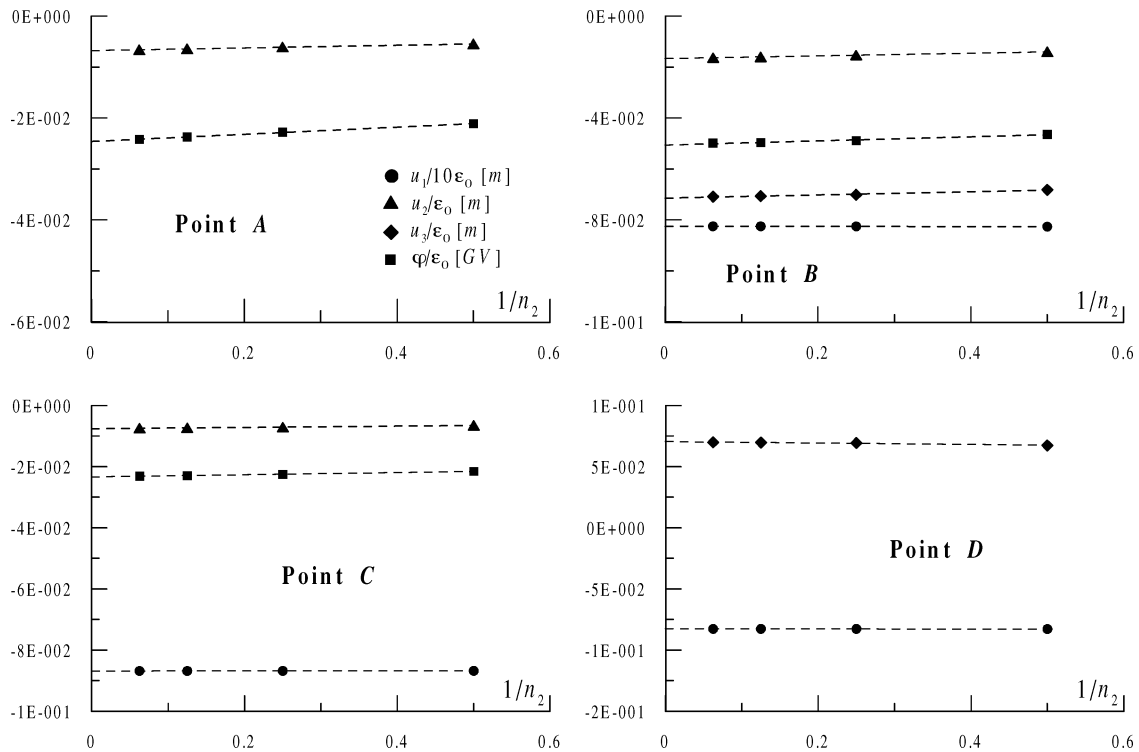 0E+000
-2E-002
-4E-002
-6E-002
u1/10εo [m]
u2/εo [m]
u3/εo [m]
φ/εo [GV]
Point A
1/n2
0 0.2 0.4 0.6
0E+000
-4E-002
-8E-002
-1E-001
Point B
1/n2
0 0.2 0.4 0.6
0E+000
-2E-002
-4E-002
-6E-002
-8E-002
-1E-001
Point C
1/n2
0 0.2 0.4 0.6
1E-001
5E-002
0E+000
-5E-002
-1E-001
-2E-001
Point D
1/n2
0 0.2 0.4 0.6